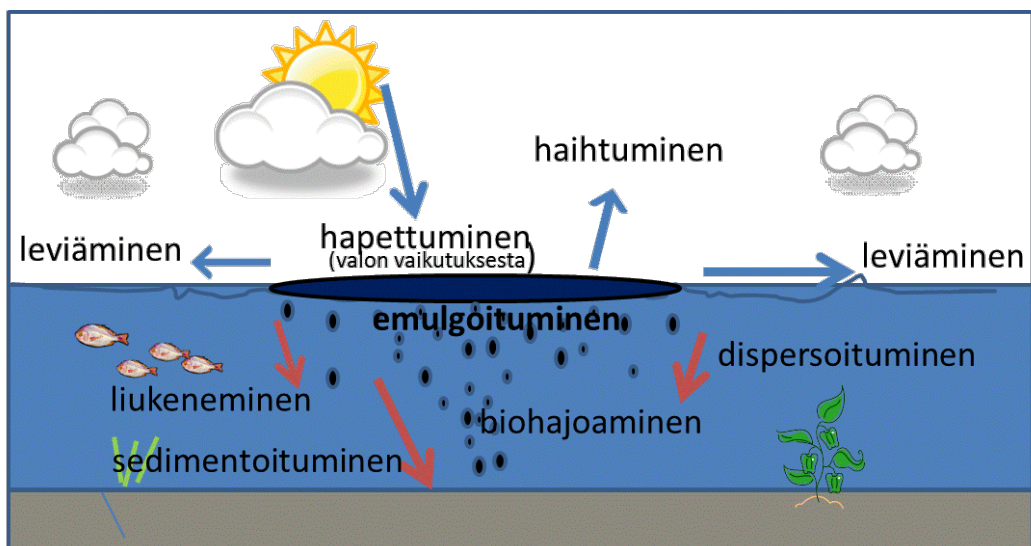 haihtuminen
leviäminen
hapettuminen
(valon vaikutuksesta)
leviäminen
emulgoituminen
dispersoituminen
liukeneminen
biohajoaminen
sedimentoituminen